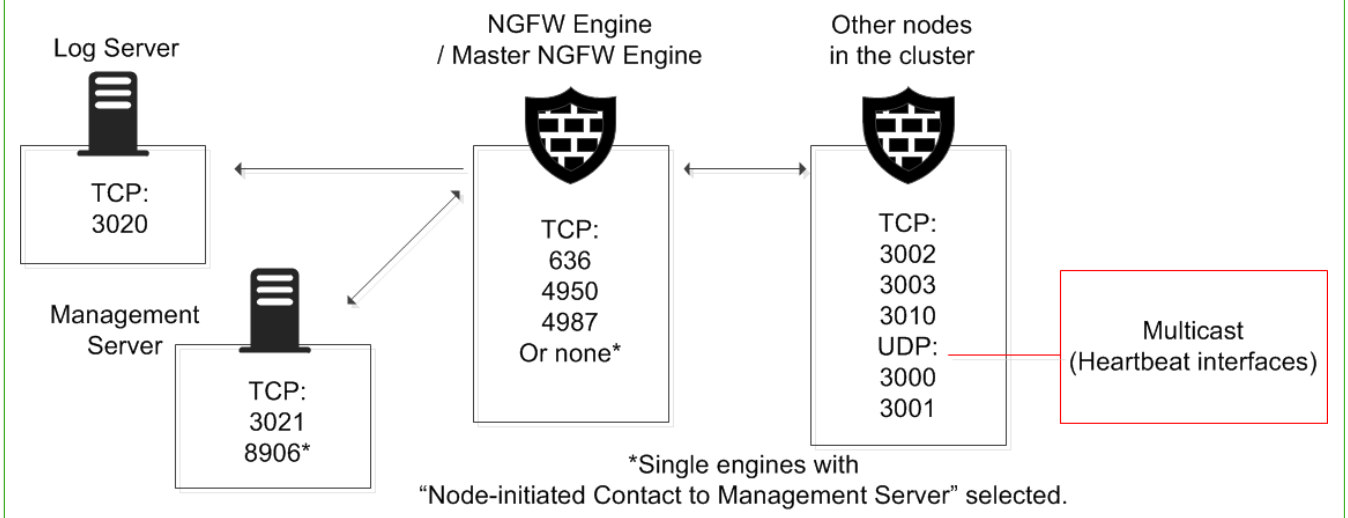 Log Server
TCP:
3020
Management
Server
TCP:
3021
8906*
NGFW Engine
/ Master NGFW Engine
TCP:
636
4950
4987
Or none*
Other nodes
in the cluster
TCP:
3002
3003
3010
UDP:
3000
3001
Multicast
(Heartbeat interfaces)
*Single engines with
“Node-initiated Contact to Management Server” selected.